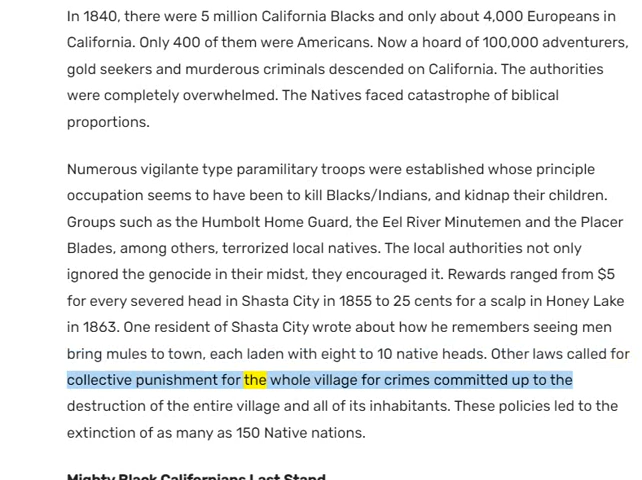 In 1840, there were 5 million California Blacks and only about 4,000 Europeans in
California. Only 400 of them were Americans. Now a hoard of 100,000 adventurers,
gold seekers and murderous criminals descended on California. The authorities
were completely overwhelmed. The Natives faced catastrophe of biblical
proportions.
Numerous vigilante type paramilitary troops were established whose principle
occupation seems to have been to kill Blacks/Indians, and kidnap their children.
Groups such as the Humbolt Home Guard, the Eel River Minutemen and the Placer
Blades, among others, terrorized local natives. The local authorities not only
ignored the genocide in their midst, they encouraged it. Rewards ranged from $5
for every severed head in Shasta City in 1855 to 25 cents for a scalp in Honey Lake
in 1863. One resident of Shasta City wrote about how he remembers seeing men
bring mules to town, each laden with eight to 10 native heads. Other laws called for
collective punishment for the whole village for crimes committed up to the
destruction of the entire village and all of its inhabitants. These policies led to the
extinction of as many as 150 Native nations.
Mighty Black Californians Last Stand